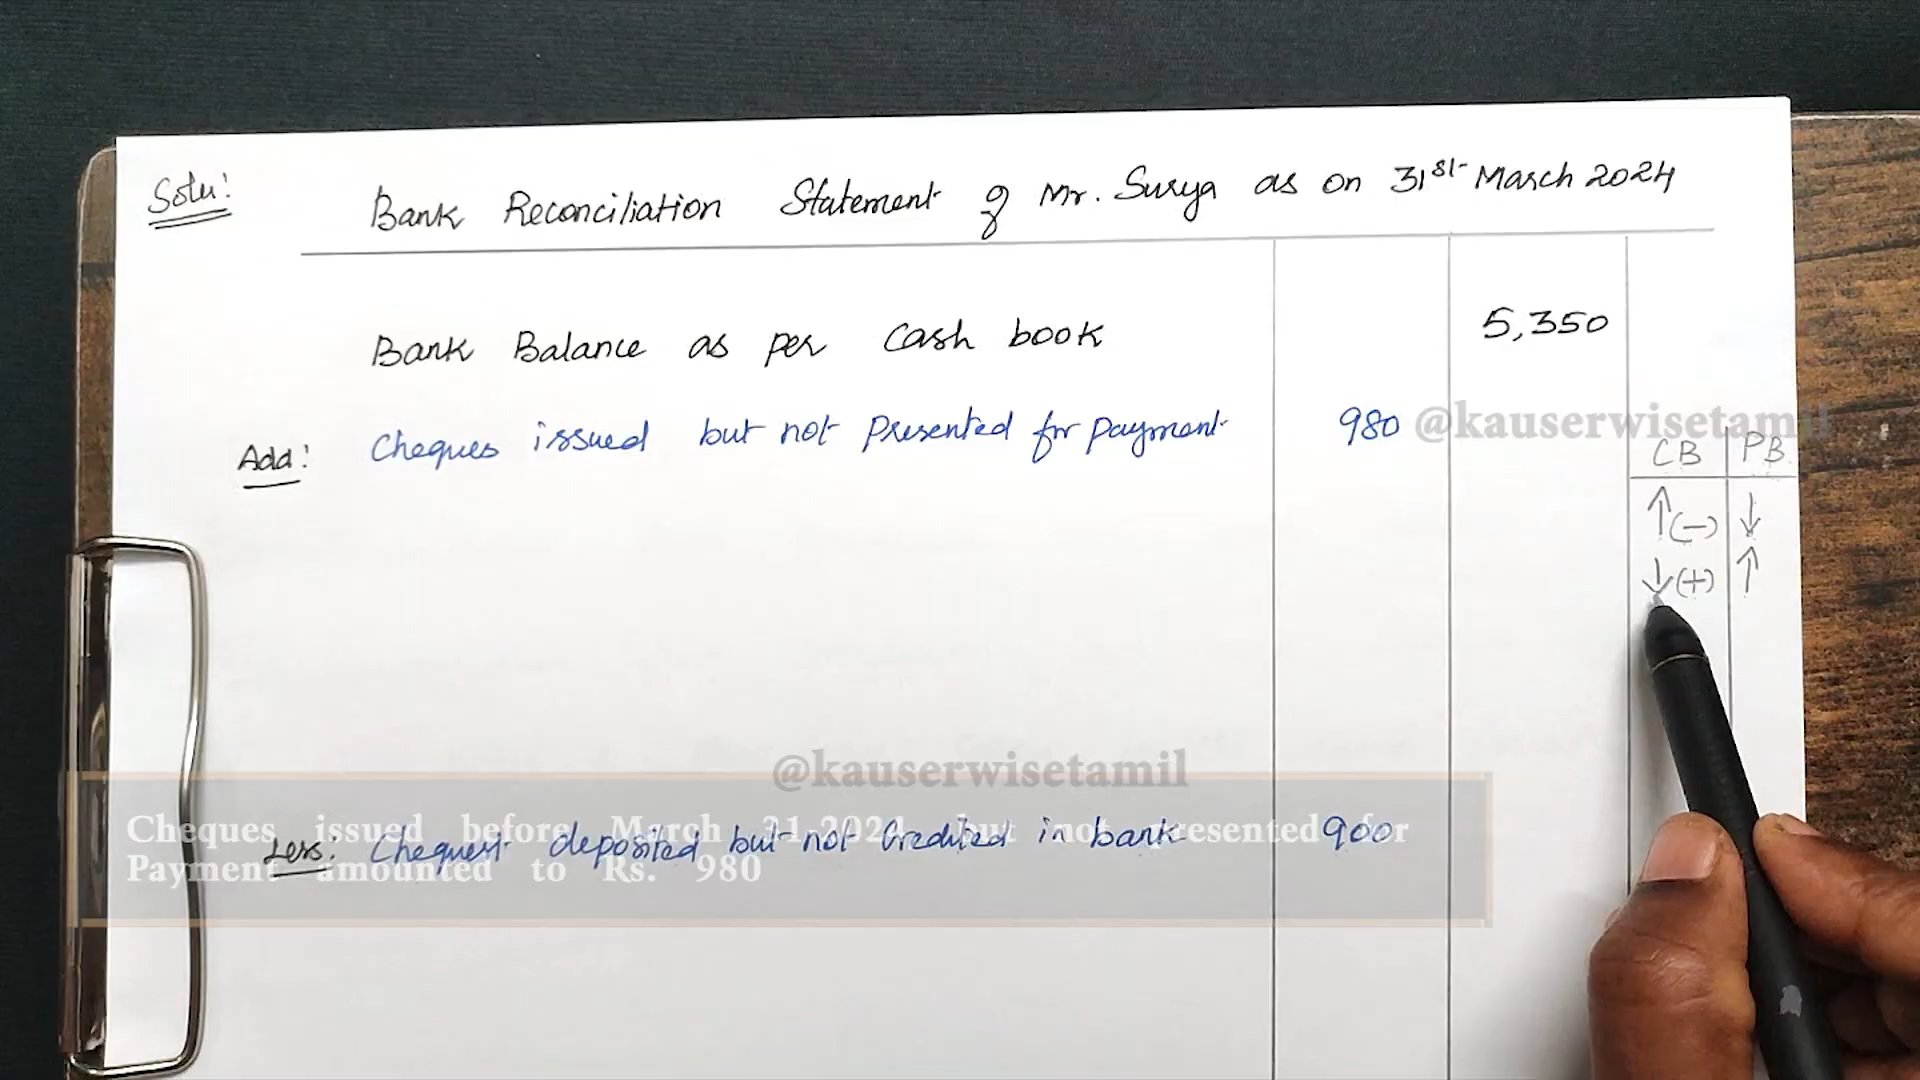 Soln:
Bank Reconciliation Statement of Mr. Surya as on 31st March 2024
Bank Balance as per Cash book 5,350
Add: Cheques issued but not Presented for payment 980
@kauserwisetamil
CB PB
↑(-) ↓
↓(+) ↑
@kauserwisetamil
Less: Cheques deposited but not Credited in bank 900
Cheques issued before March 31,2024 but not presented for
Payment amounted to Rs. 980